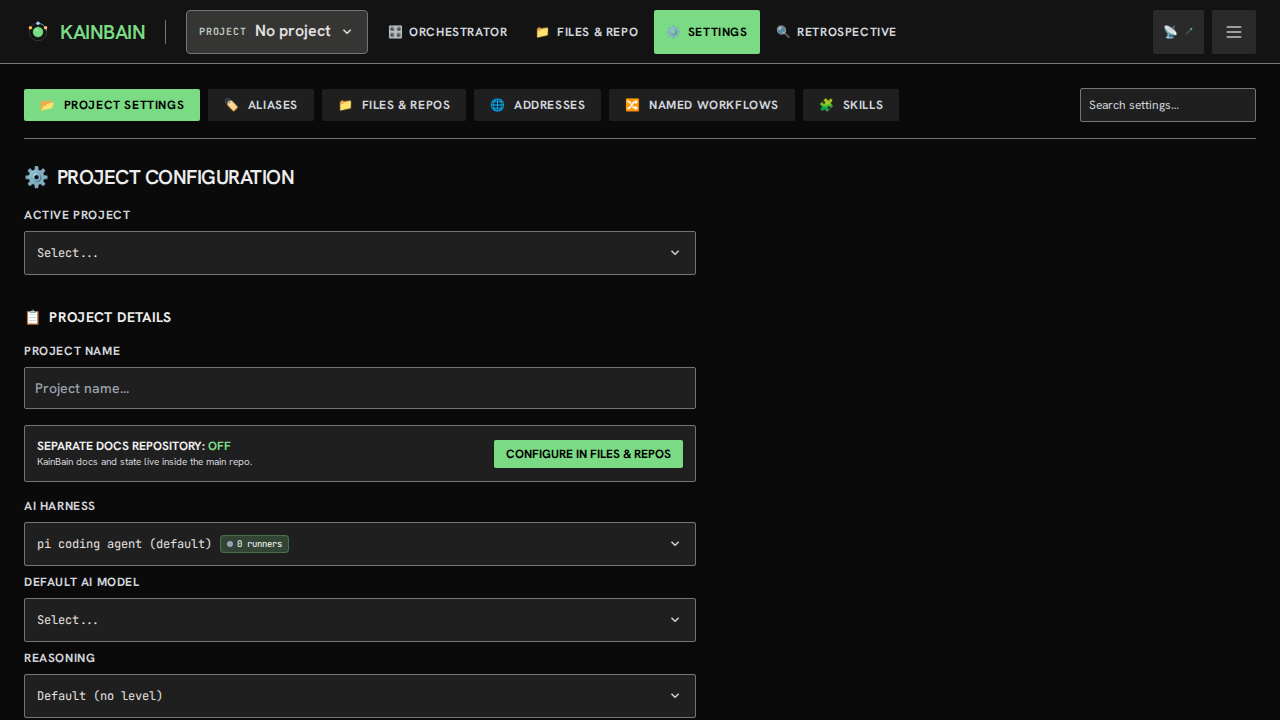 KAINBAIN
PROJECT No project
ORCHESTRATOR
FILES & REPO
SETTINGS
RETROSPECTIVE
PROJECT SETTINGS
ALIASES
FILES & REPOS
ADDRESSES
NAMED WORKFLOWS
SKILLS
Search settings...
PROJECT CONFIGURATION
ACTIVE PROJECT
Select...
PROJECT DETAILS
PROJECT NAME
Project name...
SEPARATE DOCS REPOSITORY: OFF
KainBain docs and state live inside the main repo.
CONFIGURE IN FILES & REPOS
AI HARNESS
pi coding agent (default) 0 runners
DEFAULT AI MODEL
Select...
REASONING
Default (no level)